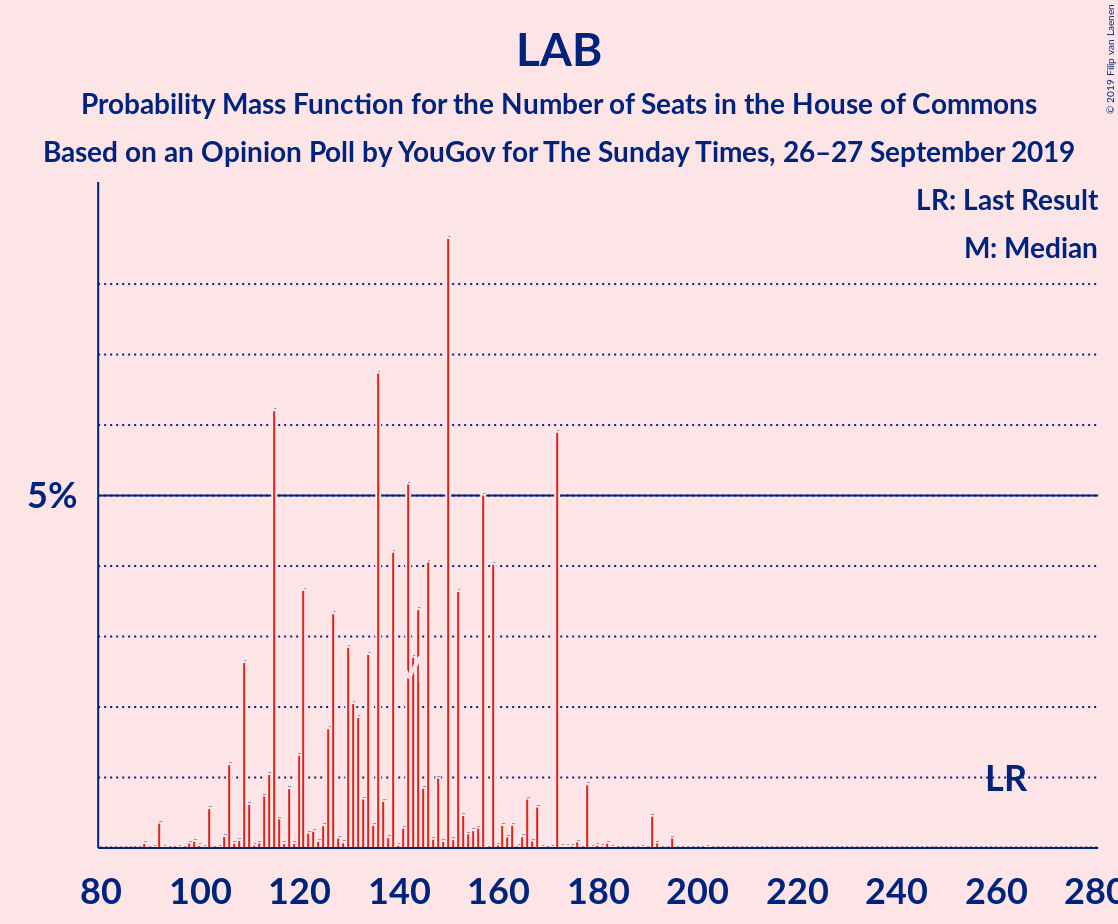 LAB
Probability Mass Function for the Number of Seats in the House of Commons
Based on an Opinion Poll by YouGov for The Sunday Times, 26–27 September 2019
© 2019 Filip van Laenen
LR: Last Result
M: Median
5%
LR
80 100 120 140 160 180 200 220 240 260 280